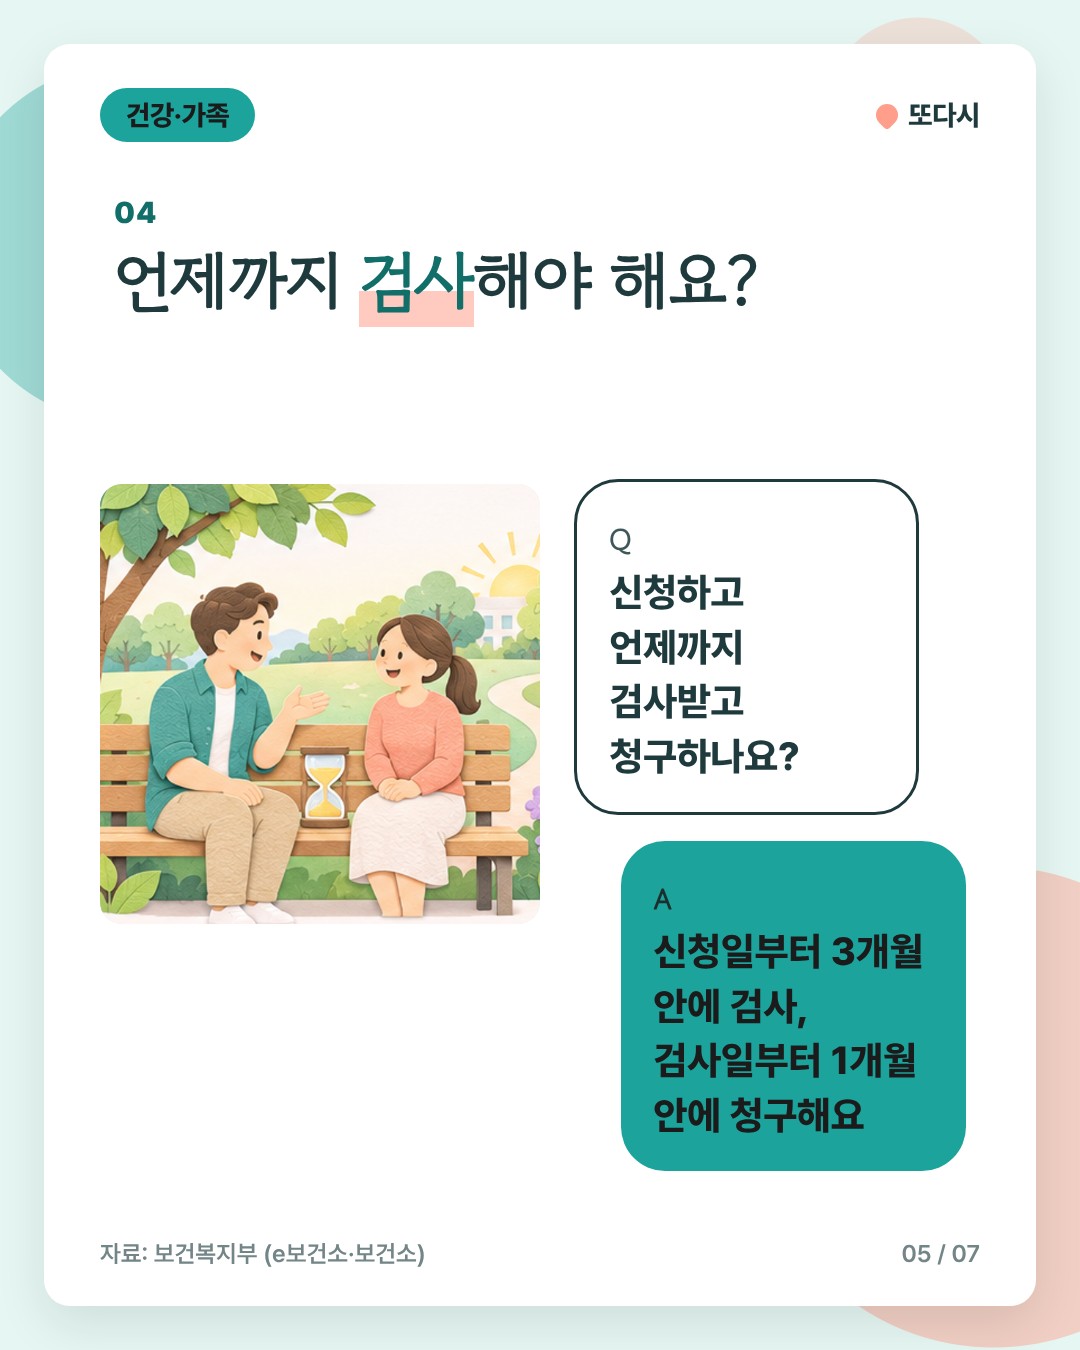 건강·가족
또다시
04
언제까지 검사해야 해요?
Q
신청하고
언제까지
검사받고
청구하나요?
A
신청일부터 3개월
안에 검사,
검사일부터 1개월
안에 청구해요
자료: 보건복지부 (e보건소·보건소)
05 / 07